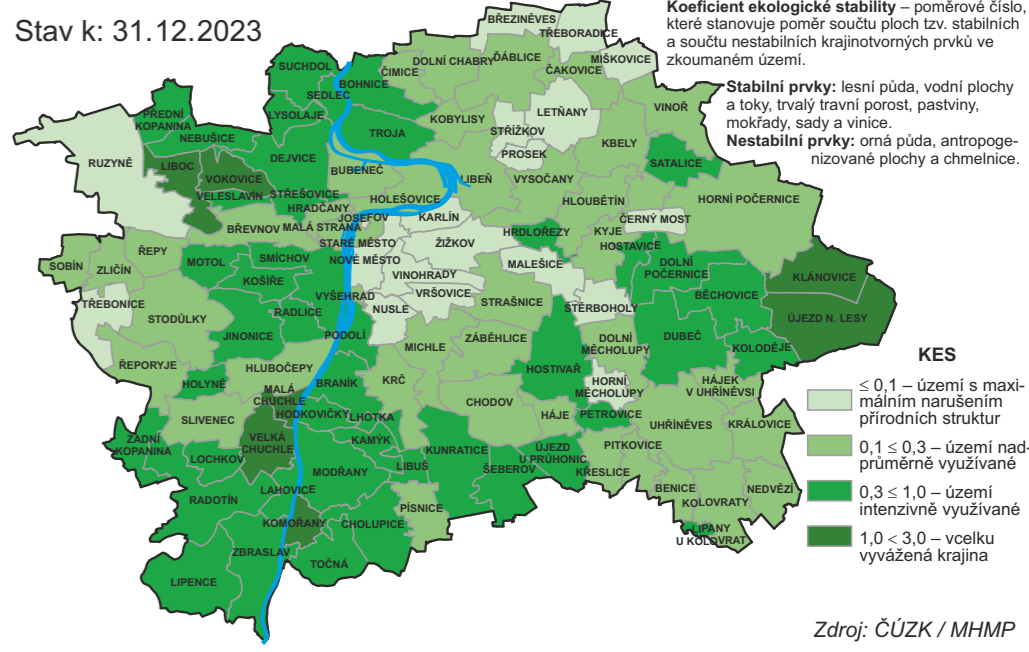 Stav k: 31.12.2023
Koeficient ekologické stability – poměrové číslo,
které stanovuje poměr součtu ploch tzv. stabilních
a součtu nestabilních krajinotvorných prvků ve
zkoumaném území.
Stabilní prvky: lesní půda, vodní plochy
a toky, trvalý travní porost, pastviny,
mokřady, sady a vinice.
Nestabilní prvky: orná půda, antropoge-
nizované plochy a chmelnice.
BŘEZINĚVES
TŘEBORADICE
MIŠKOVICE
SUCHDOL
BOHNICE
ČIMICE
DOLNÍ CHABRY
ĎÁBLICE
ČAKOVICE
SEDLEC
VINOŘ
PŘEDNÍ
KOPANINA
LYSOLAJE
TROJA
KOBYLISY
LETŇANY
STŘÍŽKOV
NEBUŠICE
KBELY
RUZYNĚ
LIBOC
DEJVICE
PROSEK
SATALICE
VOKOVICE
BUBENEČ
LIBEŇ
VYSOČANY
VELESLAVÍN
STŘEŠOVICE
HOLEŠOVICE
HLOUBĚTÍN
HORNÍ POČERNICE
HRADČANY
JOSEFOV
KARLÍN
ČERNÝ MOST
BŘEVNOV
MALÁ STRANA
HRDLOŘEZY
KYJE
STARÉ MĚSTO
ŽIŽKOV
HOSTAVICE
ŘEPY
MOTOL
SMÍCHOV
NOVÉ MĚSTO
MALEŠICE
DOLNÍ
POČERNICE
SOBÍN
ZLIČÍN
KOŠÍŘE
VINOHRADY
KLÁNOVICE
TŘEBONICE
VYŠEHRAD
VRŠOVICE
STRAŠNICE
BĚCHOVICE
STODŮLKY
RADLICE
NUSLE
ŠTĚRBOHOLY
ÚJEZD N. LESY
JINONICE
PODOLÍ
ZÁBĚHLICE
DOLNÍ
MĚCHOLUPY
DUBEČ
KOLODĚJE
MICHLE
ŘEPORYJE
HLUBOČEPY
HOSTIVAŘ
HOLYNĚ
MALÁ
CHUCHLE
BRANÍK
KRČ
HORNÍ
MĚCHOLUPY
HÁJEK
V UHŘÍNĚVSI
CHODOV
SLIVENEC
HODKOVIČKY
LHOTKA
HÁJE
PETROVICE
UHŘÍNĚVES
KRÁLOVICE
ZADNÍ
KOPANINA
VELKÁ
CHUCHLE
KAMÝK
KUNRATICE
ÚJEZD
U PRŮHONIC
PITKOVICE
LOCHKOV
MODŘANY
LIBUŠ
ŠEBEROV
KŘESLICE
RADOTÍN
LAHOVICE
BENICE
NEDVĚZÍ
PÍSNICE
KOLOVRATY
KOMOŘANY
CHOLUPICE
LIPANY
U KOLOVRAT
ZBRASLAV
TOČNÁ
LIPENCE
KES
≤ 0,1 – území s maxi-
málním narušením
přírodních struktur
0,1 ≤ 0,3 – území nad-
průměrně využívané
0,3 ≤ 1,0 – území
intenzivně využívané
1,0 < 3,0 – vcelku
vyvážená krajina
Zdroj: ČÚZK / MHMP